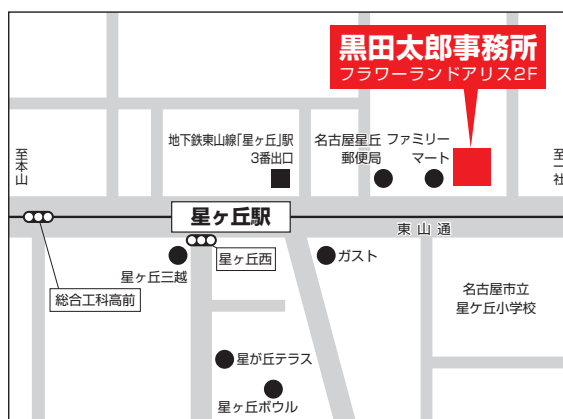 黒田太郎事務所
フラワーランドアリス2F
地下鉄東山線「星ヶ丘」駅
3番出口
名古屋星丘
郵便局
ファミリー
マート
至本山
至一社
星ヶ丘駅
東山通
星ヶ丘三越
星ヶ丘西
ガスト
総合工科高前
名古屋市立
星ケ丘小学校
星が丘テラス
星ヶ丘ボウル